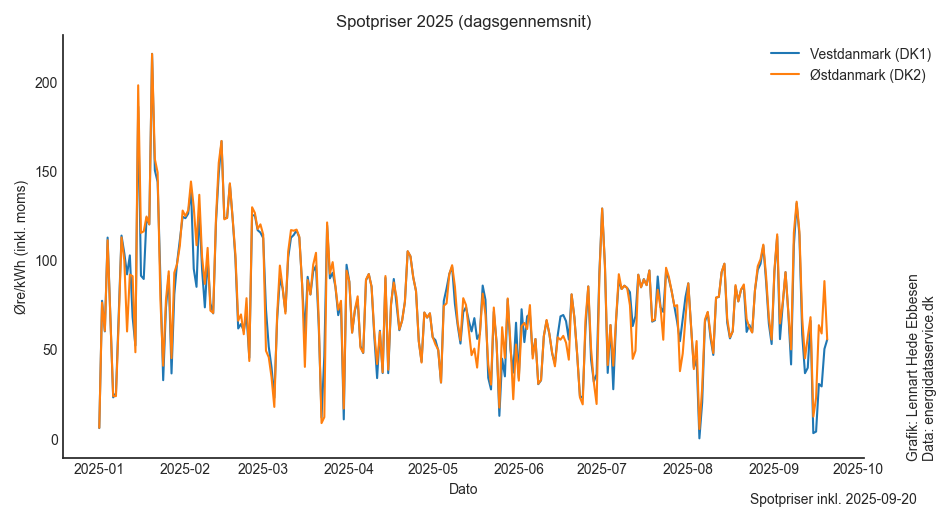 Spotpriser 2025 (dagsgennemsnit)
Vestdanmark (DK1)
Østdanmark (DK2)
Øre/kWh (inkl. moms)
200
150
100
50
0
2025-01
2025-02
2025-03
2025-04
2025-05
2025-06
2025-07
2025-08
2025-09
2025-10
Dato
Grafik: Lennart Hede Ebbesen
Data: energidataservice.dk
Spotpriser inkl. 2025-09-20